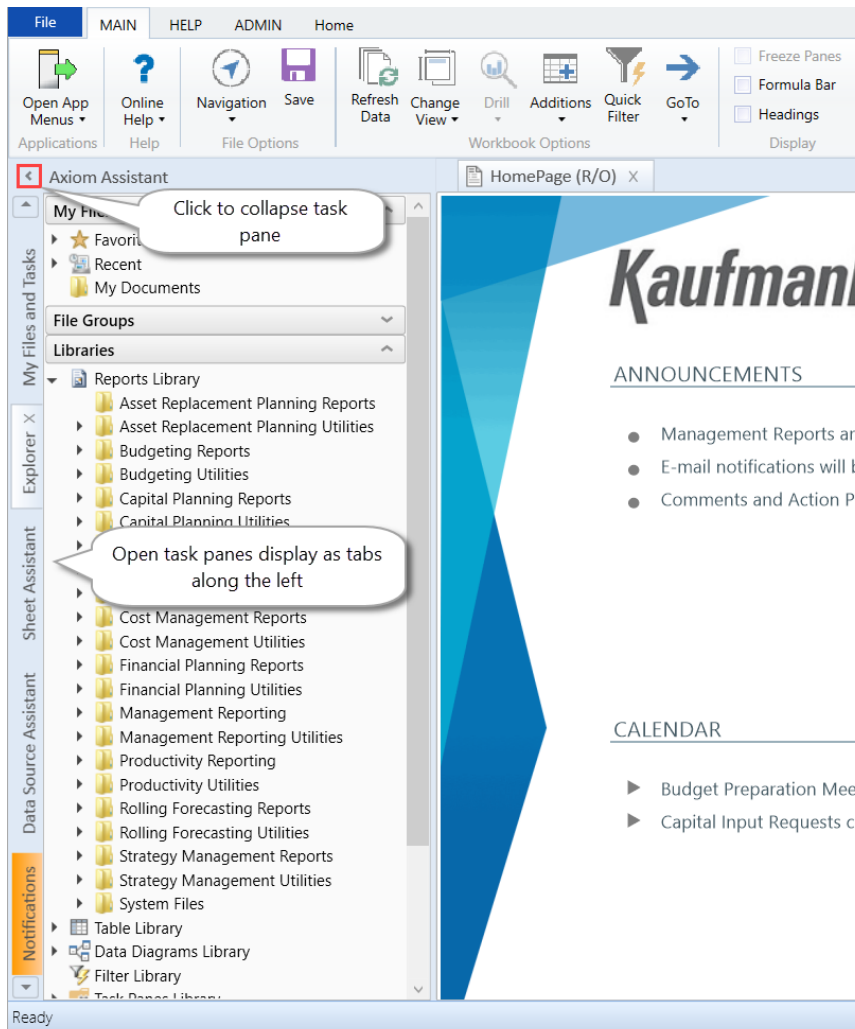 File MAIN HELP ADMIN Home
Open App Menus
Online Help
Navigation
Save
Refresh Data
Change View
Drill
Additions
Quick Filter
GoTo
Freeze Panes
Formula Bar
Headings
Applications Help File Options Workbook Options Display
Axiom Assistant
HomePage (R/O) X
Click to collapse task
pane
My Files and Tasks
Explorer X
Sheet Assistant
Data Source Assistant
Notifications
Recent
My Documents
File Groups
Libraries
Reports Library
Asset Replacement Planning Reports
Asset Replacement Planning Utilities
Budgeting Reports
Budgeting Utilities
Capital Planning Reports
Capital Planning Utilities
Open task panes display as tabs
along the left
Cost Management Reports
Cost Management Utilities
Financial Planning Reports
Financial Planning Utilities
Management Reporting
Management Reporting Utilities
Productivity Reporting
Productivity Utilities
Rolling Forecasting Reports
Rolling Forecasting Utilities
Strategy Management Reports
Strategy Management Utilities
System Files
Table Library
Data Diagrams Library
Filter Library
Task Panes Library
Kaufman
ANNOUNCEMENTS
Management Reports
E-mail notifications will
Comments and Action
CALENDAR
Budget Preparation
Capital Input Requests
Ready